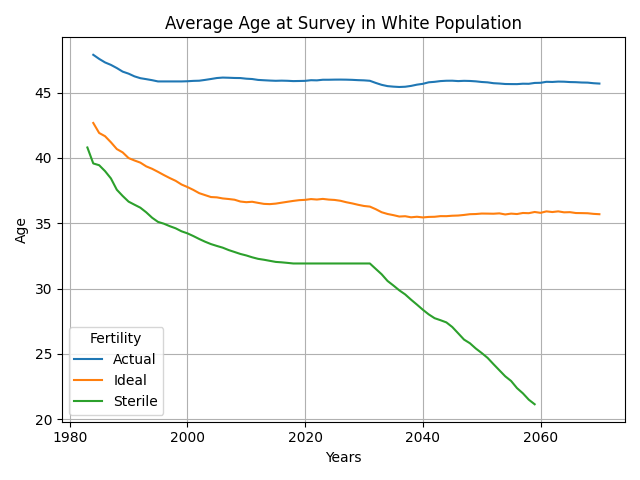 Average Age at Survey in White Population
Age
45
40
35
30
25
20
Fertility
Actual
Ideal
Sterile
1980
2000
2020
2040
2060
Years